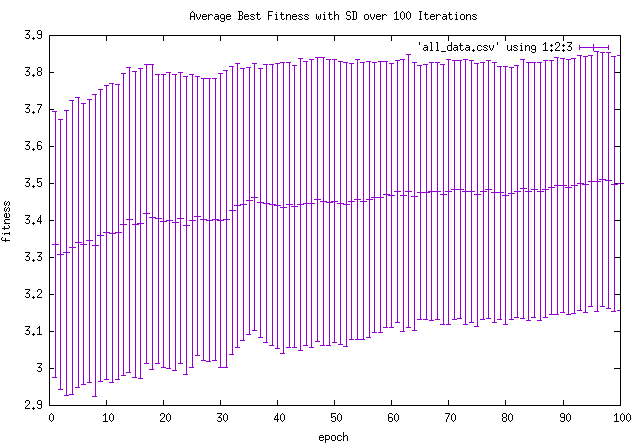 Average Best Fitness with SD over 100 Iterations
'all_data.csv' using 1:2:3
3.9
3.8
3.7
3.6
3.5
3.4
3.3
3.2
3.1
3
2.9
fitness
0 10 20 30 40 50 60 70 80 90 100
epoch